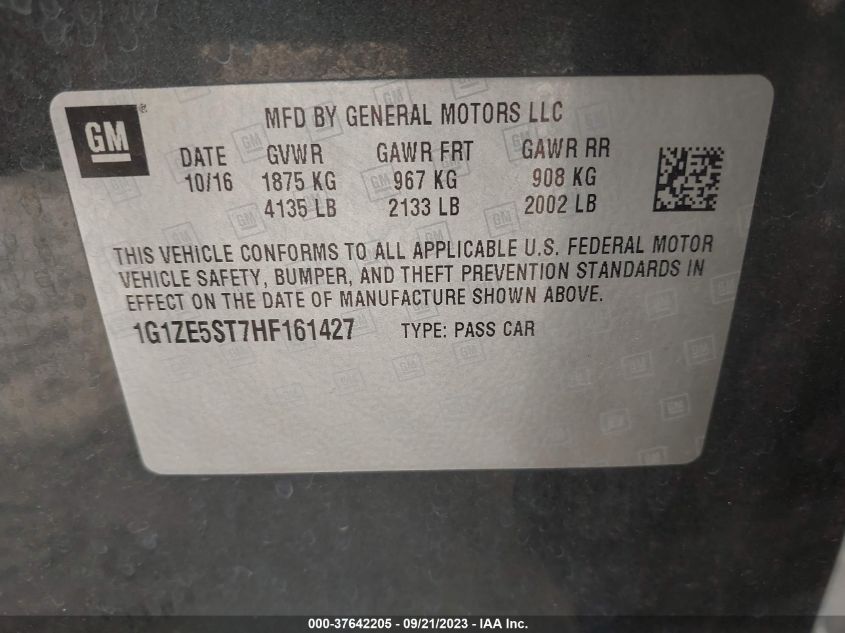 GM
MFD BY GENERAL MOTORS LLC
DATE GVWR GAWR FRT GAWR RR
10/16 1875 KG 967 KG 908 KG
4135 LB 2133 LB 2002 LB
THIS VEHICLE CONFORMS TO ALL APPLICABLE U.S. FEDERAL MOTOR
VEHICLE SAFETY, BUMPER, AND THEFT PREVENTION STANDARDS IN
EFFECT ON THE DATE OF MANUFACTURE SHOWN ABOVE.
1G1ZE5ST7HF161427 TYPE: PASS CAR
000-37642205 - 09/21/2023 - IAA Inc.